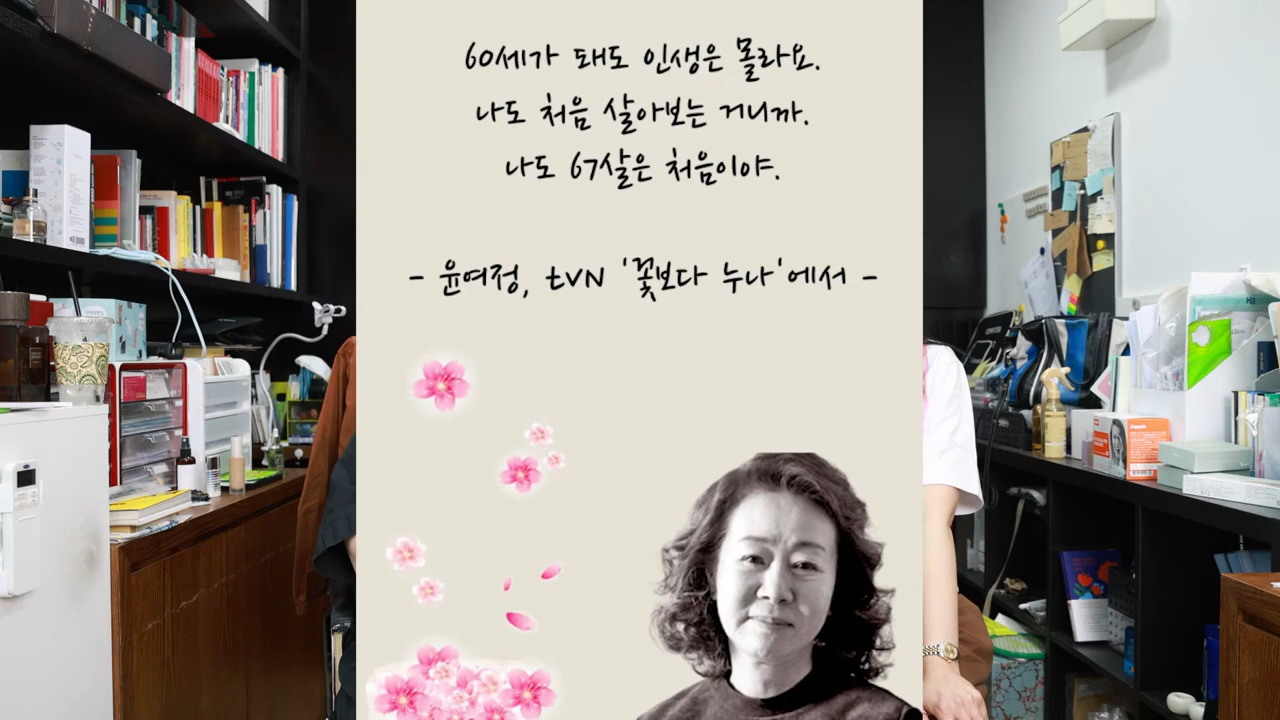 60세가 돼도 인생은 몰라요.
나도 처음 살아보는 거니까.
나도 67살은 처음이야.
- 윤여정, tvN '꽃보다 누나'에서 -